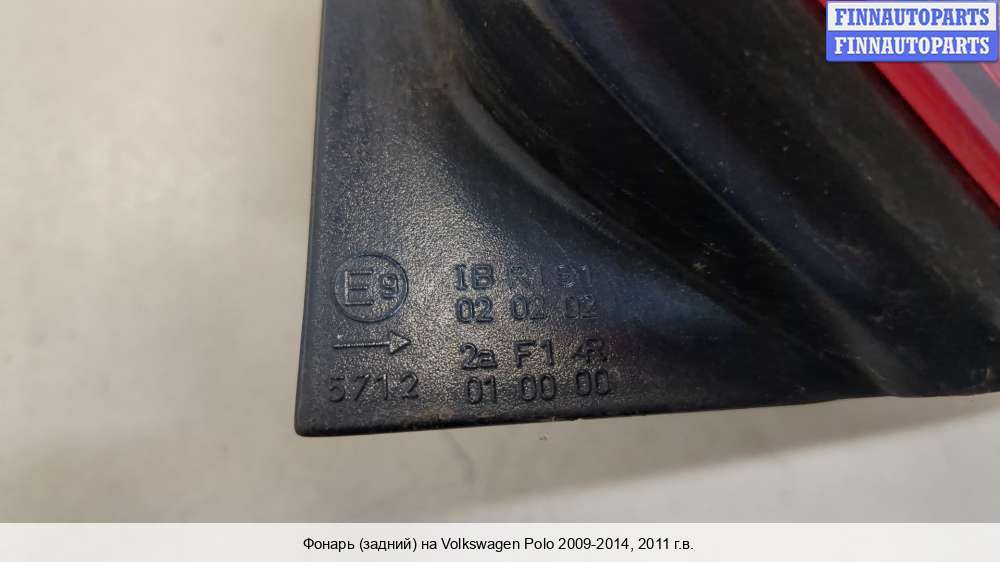 FINNAUTOPARTS
FINNAUTOPARTS
E9
IB R1 S1
02 02 02
2a F1 4R
5712
01 00 00
Фонарь (задний) на Volkswagen Polo 2009-2014, 2011 г.в.